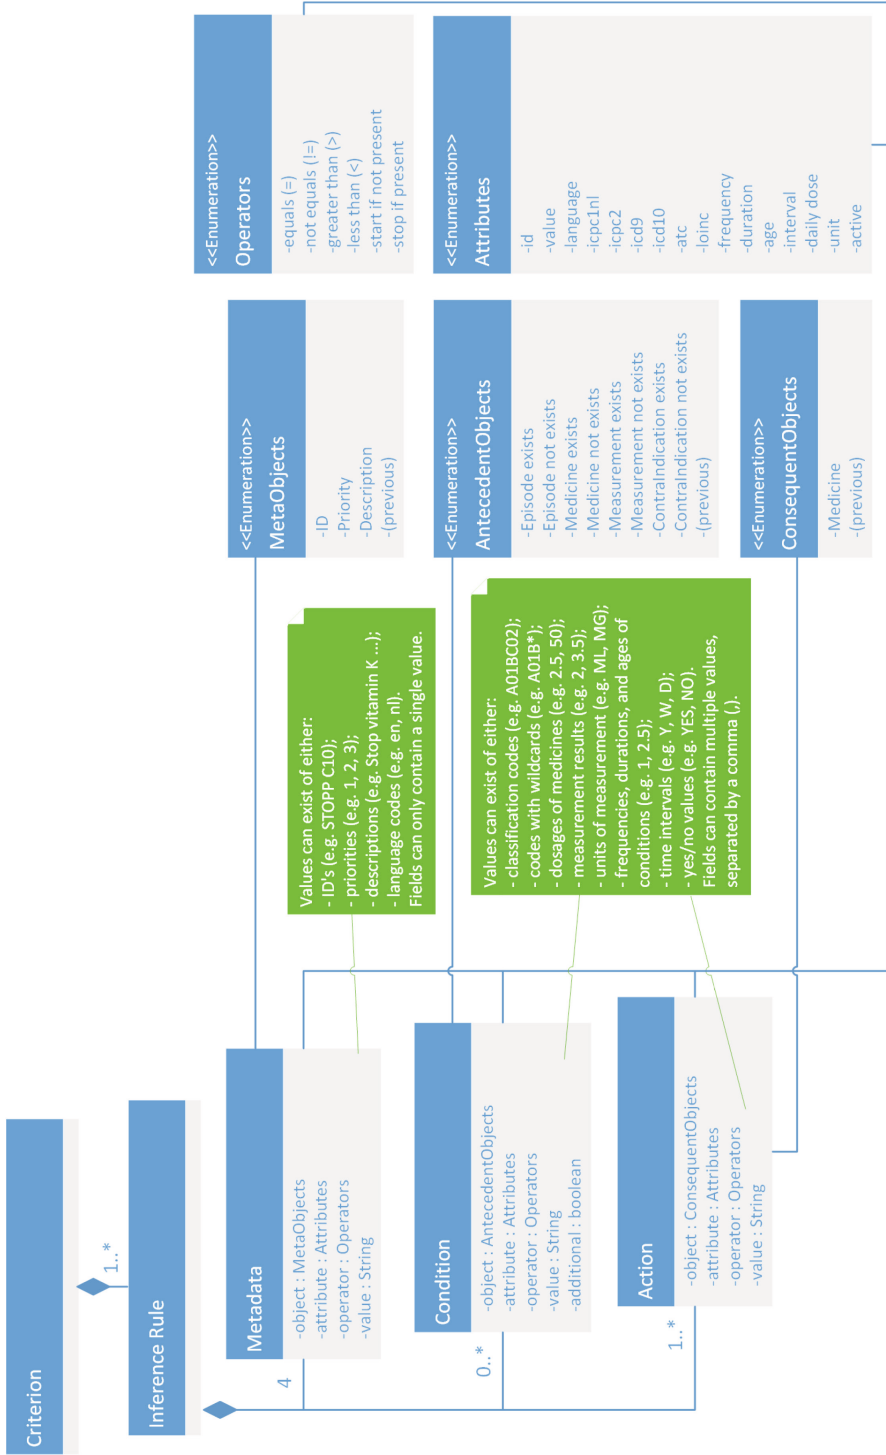 Criterion
1..*
Inference Rule
4
Metadata
-object : MetaObjects
-attribute : Attributes
-operator : Operators
-value : String
0..*
Condition
-object : AntecedentObjects
-attribute : Attributes
-operator : Operators
-value : String
-additional : boolean
1..*
Action
-object : ConsequentObjects
-attribute : Attributes
-operator : Operators
-value : String
Values can exist of either:
- ID's (e.g. STOPP C10);
- priorities (e.g. 1, 2, 3);
- descriptions (e.g. Stop vitamin K ...);
- language codes (e.g. en, nl).
Fields can only contain a single value.
Values can exist of either:
- classification codes (e.g. A01BC02);
- codes with wildcards (e.g. A01B*);
- dosages of medicines (e.g. 2.5, 50);
- measurement results (e.g. 2, 3.5);
- units of measurement (e.g. ML, MG);
- frequencies, durations, and ages of
conditions (e.g. 1, 2.5);
- time intervals (e.g. Y, W, D);
- yes/no values (e.g. YES, NO).
Fields can contain multiple values,
separated by a comma (,).
<<Enumeration>>
MetaObjects
-ID
-Priority
-Description
-(previous)
<<Enumeration>>
AntecedentObjects
-Episode exists
-Episode not exists
-Medicine exists
-Medicine not exists
-Measurement exists
-Measurement not exists
-ContraIndication exists
-ContraIndication not exists
-(previous)
<<Enumeration>>
ConsequentObjects
-Medicine
-(previous)
<<Enumeration>>
Operators
-equals (=)
-not equals (!=)
-greater than (>)
-less than (<)
-start if not present
-stop if present
<<Enumeration>>
Attributes
-id
-value
-language
-icpc1nl
-icpc2
-icd9
-icd10
-atc
-loinc
-frequency
-duration
-age
-interval
-daily dose
-unit
-active